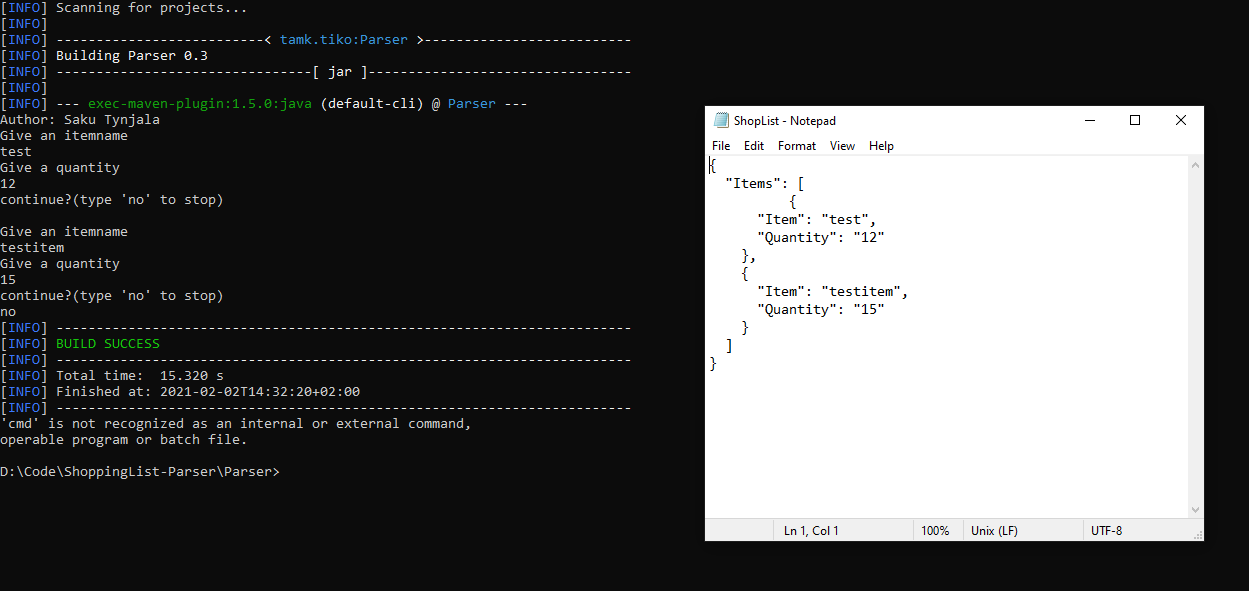 [INFO] Scanning for projects...
[INFO]
[INFO] --------------------------< tamk.tiko:Parser >--------------------------
[INFO] Building Parser 0.3
[INFO] --------------------------------[ jar ]---------------------------------
[INFO]
[INFO] --- exec-maven-plugin:1.5.0:java (default-cli) @ Parser ---
Author: Saku Tynjala
Give an itemname
test
Give a quantity
12
continue?(type 'no' to stop)
Give an itemname
testitem
Give a quantity
15
continue?(type 'no' to stop)
no
[INFO] ------------------------------------------------------------------------
[INFO] BUILD SUCCESS
[INFO] ------------------------------------------------------------------------
[INFO] Total time:  15.320 s
[INFO] Finished at: 2021-02-02T14:32:20+02:00
[INFO] ------------------------------------------------------------------------
'cmd' is not recognized as an internal or external command,
operable program or batch file.
D:\Code\ShoppingList-Parser\Parser>
ShopList - Notepad
File Edit Format View Help
{
  "Items": [
          {
      "Item": "test",
      "Quantity": "12"
    },
    {
      "Item": "testitem",
      "Quantity": "15"
    }
  ]
}
Ln 1, Col 1 100% Unix (LF) UTF-8